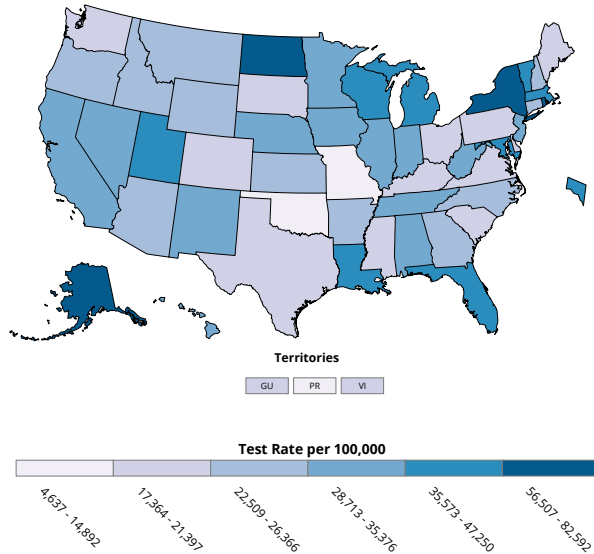 Territories
GU PR VI
Test Rate per 100,000
4,637 - 14,892
17,364 - 21,397
22,509 - 26,366
28,713 - 35,376
35,573 - 47,250
56,507 - 82,592